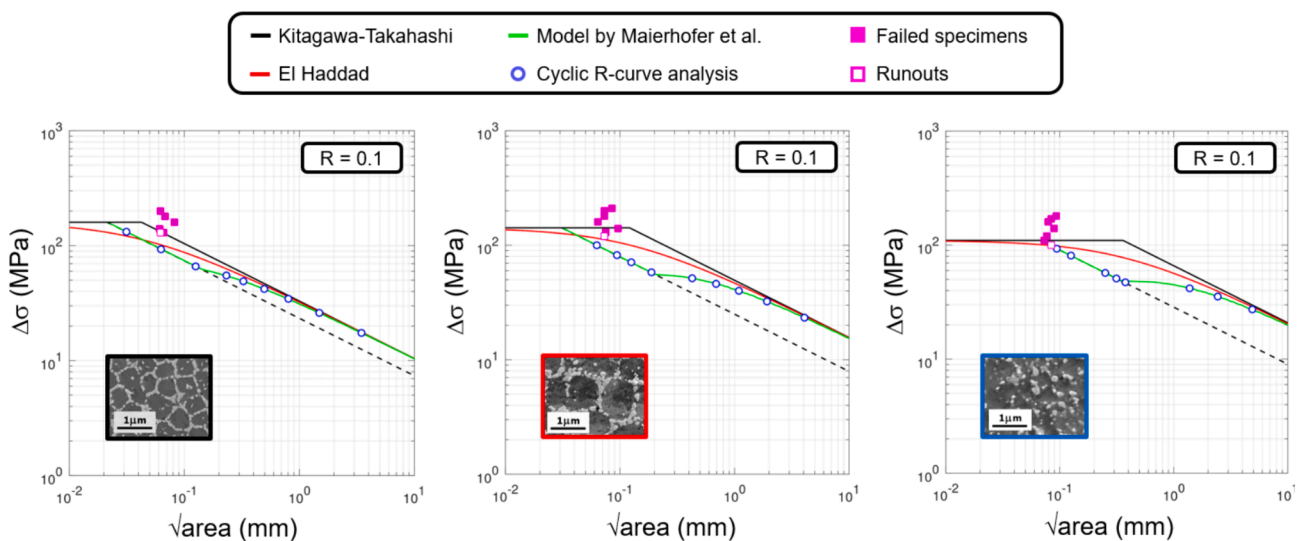 Kitagawa-Takahashi
Model by Maierhofer et al.
Failed specimens
El Haddad
Cyclic R-curve analysis
Runouts
10³
10²
10¹
10⁰
Δσ (MPa)
R = 0.1
1µm
10⁻²
10⁻¹
10⁰
10¹
√area (mm)
10³
10²
10¹
10⁰
Δσ (MPa)
R = 0.1
1µm
10⁻²
10⁻¹
10⁰
10¹
√area (mm)
10³
10²
10¹
10⁰
Δσ (MPa)
R = 0.1
1µm
10⁻²
10⁻¹
10⁰
10¹
√area (mm)